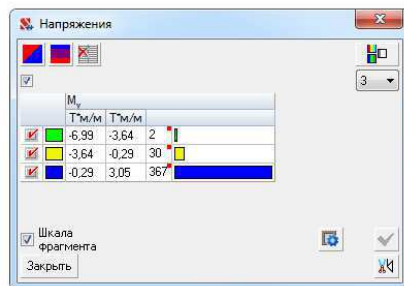 Напряжения
3
My
Т*м/м Т*м/м
-6,99 -3,64 2
-3,64 -0,29 30
-0,29 3,05 367
Шкала
фрагмента
Закрыть